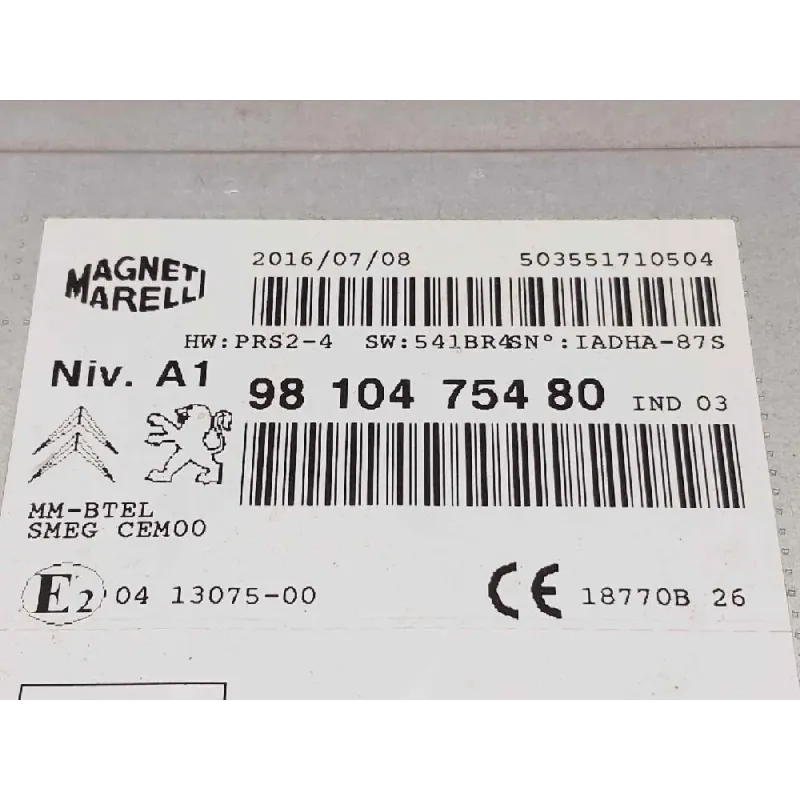 MAGNETI
MARELLI
2016/07/08 503551710504
HW:PRS2-4 SW:541BR4SN°:IADHA-87S
Niv. A1 98 104 754 80 IND 03
MM-BTEL
SMEG CEM00
E2 04 13075-00 CE 18770B 26